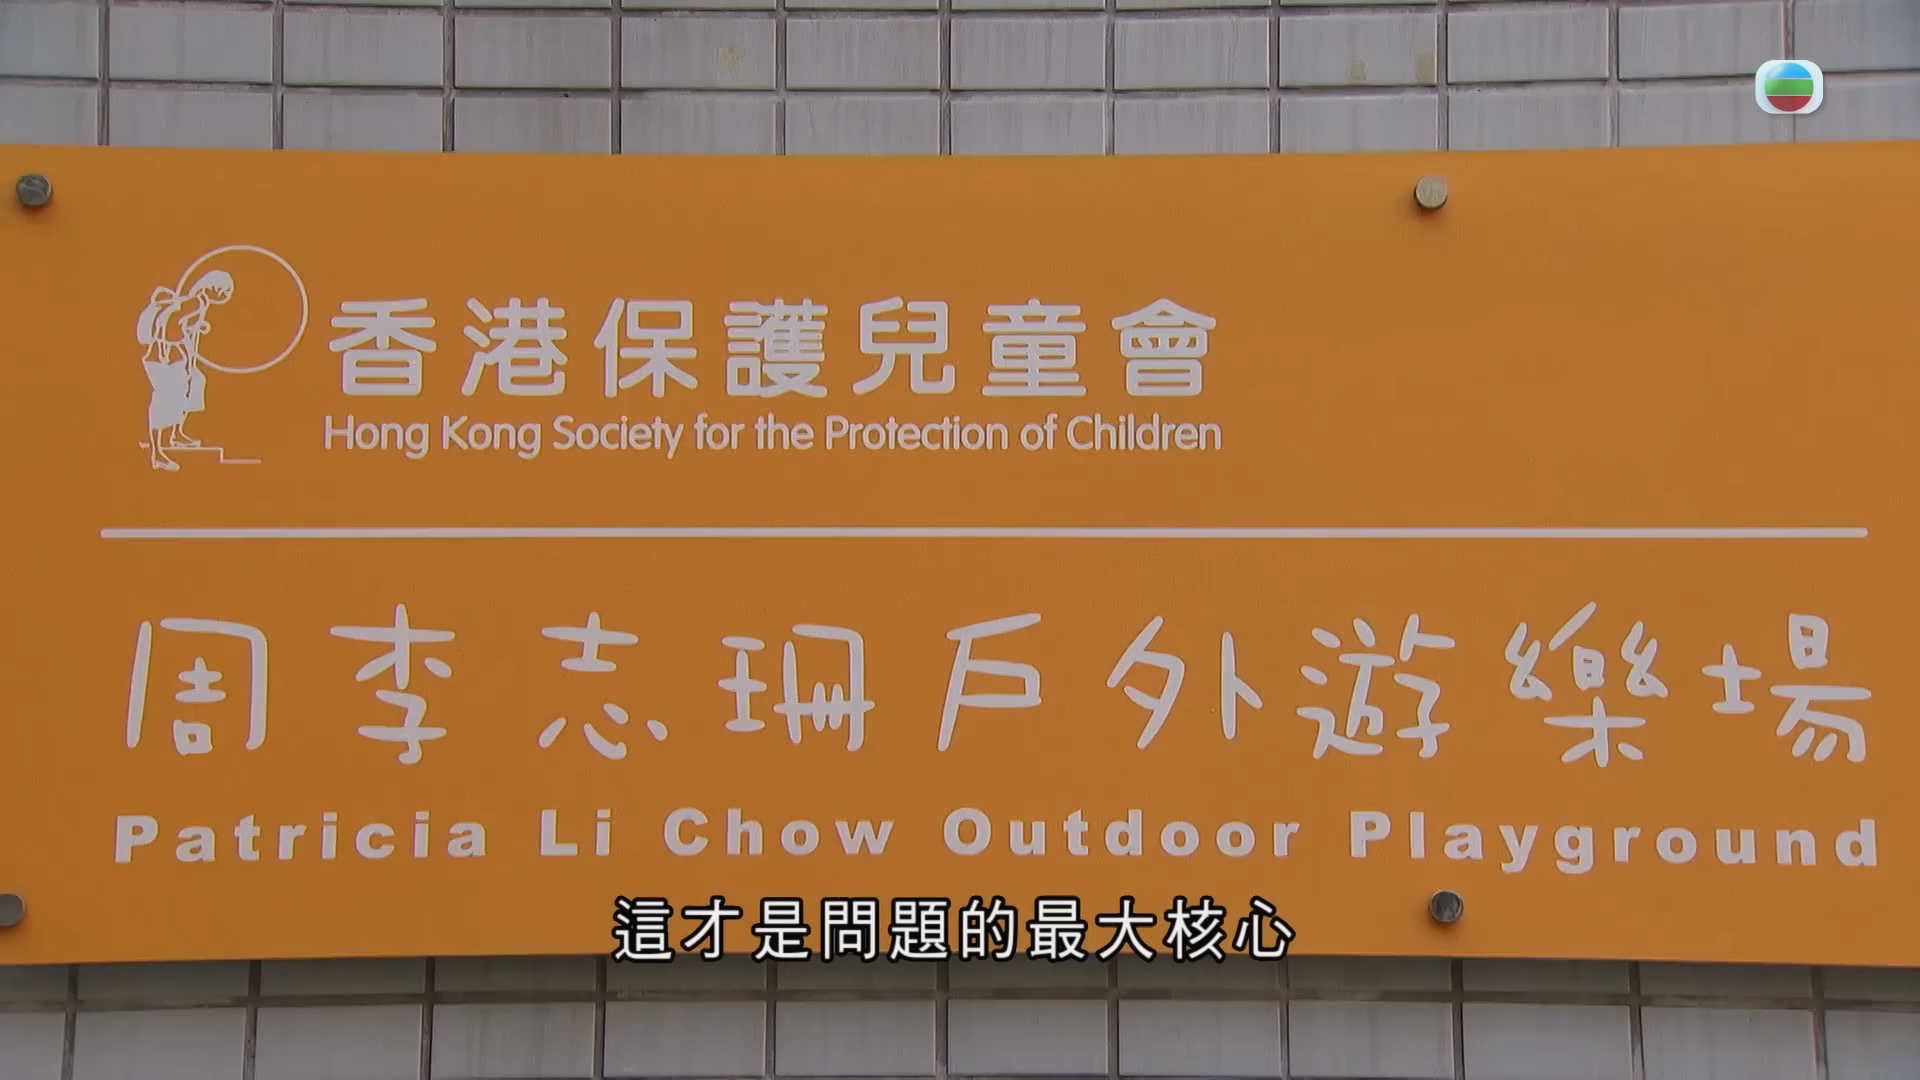 香港保護兒童會
Hong Kong Society for the Protection of Children
周李志珊戶外遊樂場
Patricia Li Chow Outdoor Playground
這才是問題的最大核心